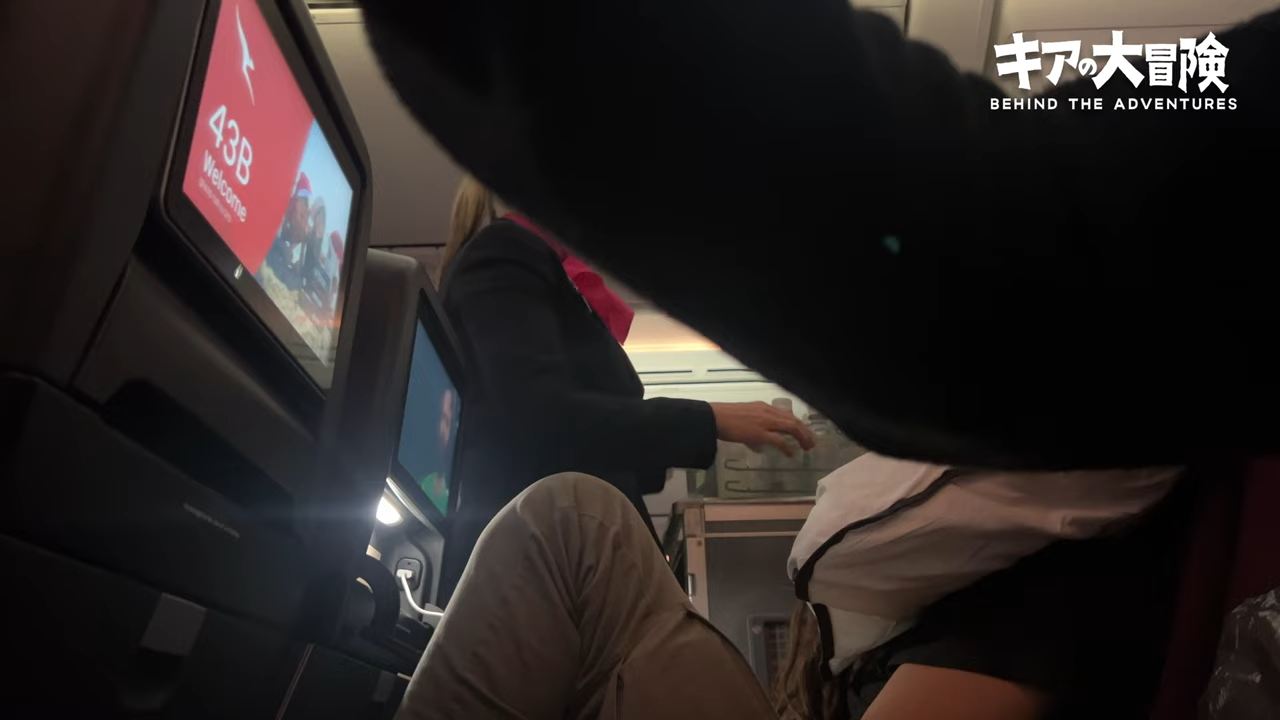 キアの大冒険
BEHIND THE ADVENTURES
43B
Welcome